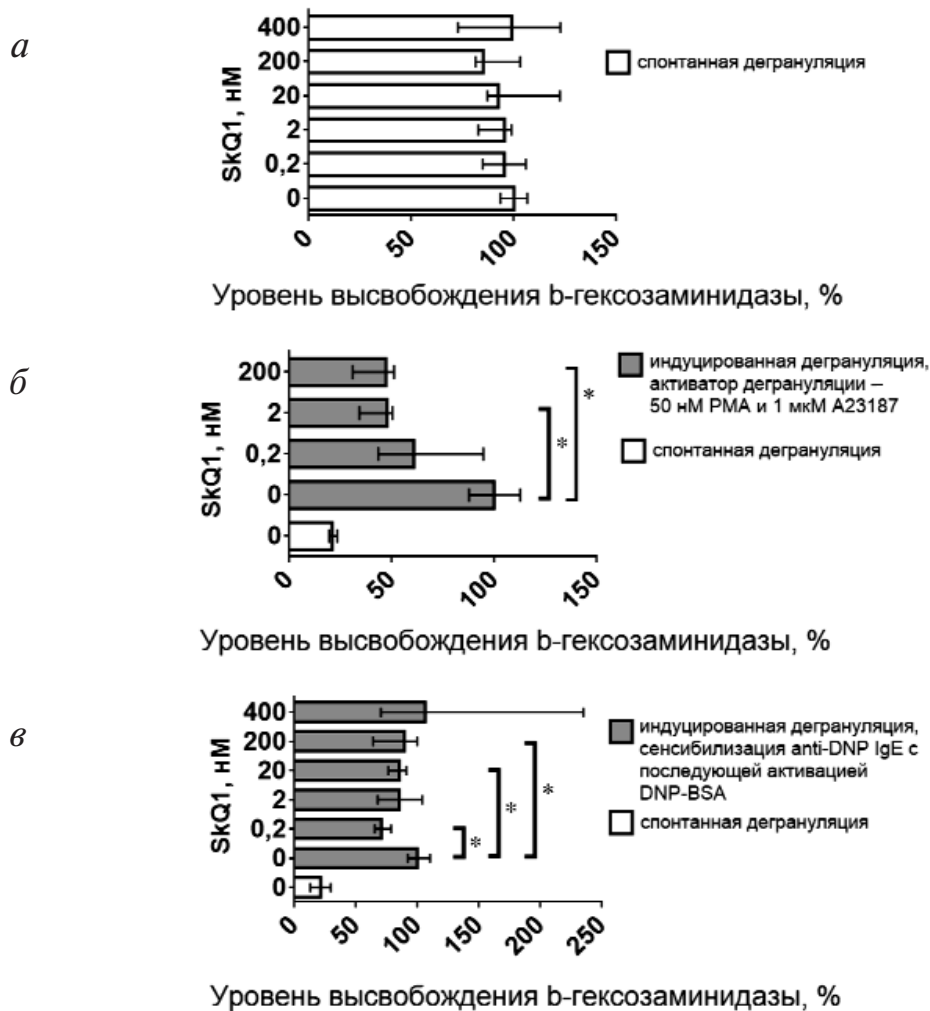 а
SkQ1, нМ
400
200
20
2
0,2
0
0
50
100
150
спонтанная дегрануляция
Уровень высвобождения b-гексозаминидазы, %
б
SkQ1, нМ
200
2
0,2
0
0
0
50
100
150
*
*
индуцированная дегрануляция,
активатор дегрануляции –
50 нМ PMA и 1 мкМ A23187
спонтанная дегрануляция
Уровень высвобождения b-гексозаминидазы, %
в
SkQ1, нМ
400
200
20
2
0,2
0
0
0
50
100
150
200
250
*
*
*
индуцированная дегрануляция,
сенсибилизация anti-DNP IgE с
последующей активацией
DNP-BSA
спонтанная дегрануляция
Уровень высвобождения b-гексозаминидазы, %